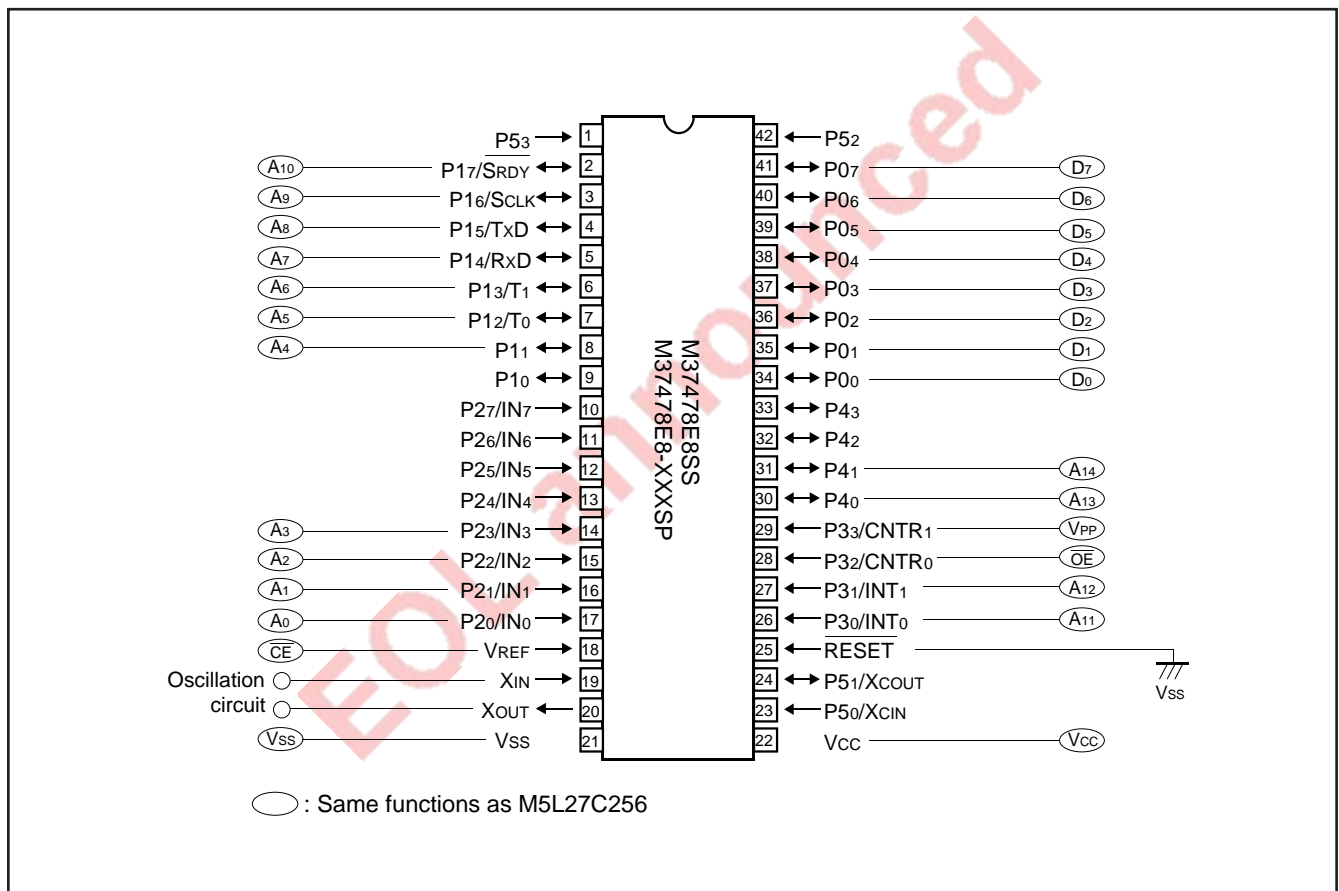 EOL announced
P53 1 42 P52
A10 P17/SRDY 2 41 P07 D7
A9 P16/SCLK 3 40 P06 D6
A8 P15/TxD 4 39 P05 D5
A7 P14/RxD 5 38 P04 D4
A6 P13/T1 6 37 P03 D3
A5 P12/T0 7 36 P02 D2
A4 P11 8 35 P01 D1
P10 9 34 P00 D0
P27/IN7 10 33 P43
P26/IN6 11 32 P42
P25/IN5 12 31 P41 A14
P24/IN4 13 30 P40 A13
A3 P23/IN3 14 29 P33/CNTR1 VPP
A2 P22/IN2 15 28 P32/CNTR0 OE
A1 P21/IN1 16 27 P31/INT1 A12
A0 P20/IN0 17 26 P30/INT0 A11
CE VREF 18 25 RESET
Oscillation circuit XIN 19 24 P51/XCOUT VSS
XOUT 20 23 P50/XCIN
VSS VSS 21 22 VCC VCC
M37478E8SS
M37478E8-XXXSP
: Same functions as M5L27C256